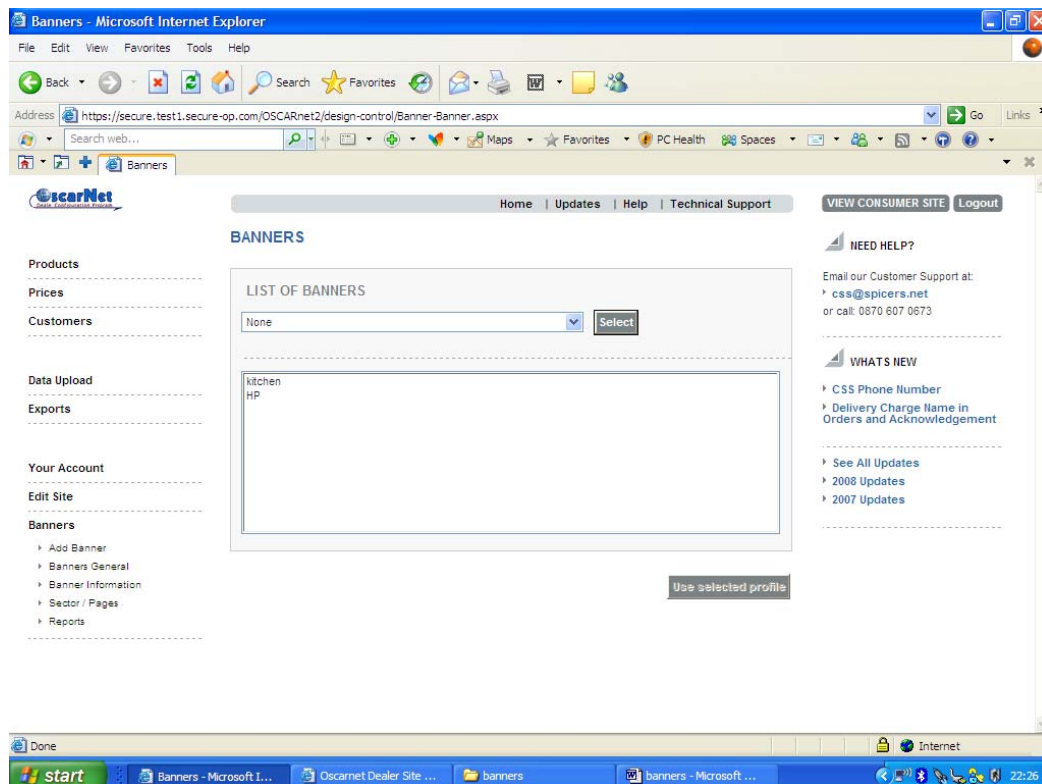 Banners - Microsoft Internet Explorer
File Edit View Favorites Tools Help
Back Search Favorites
Address https://secure.test1.secure-op.com/OSCARnet2/design-control/Banner-Banner.aspx Go Links
Search web... Maps Favorites PC Health Spaces
Banners
OscarNet
Home | Updates | Help | Technical Support
VIEW CONSUMER SITE Logout
BANNERS
Products
Prices
Customers
Data Upload
Exports
Your Account
Edit Site
Banners
Add Banner
Banners General
Banner Information
Sector / Pages
Reports
LIST OF BANNERS
None Select
kitchen
HP
Use selected profile
NEED HELP?
Email our Customer Support at:
css@spicers.net
or call: 0870 607 0673
WHATS NEW
CSS Phone Number
Delivery Charge Name in
Orders and Acknowledgement
See All Updates
2008 Updates
2007 Updates
Done Internet
start Banners - Microsoft I... Oscarnet Dealer Site ... banners banners - Microsoft ... 22:26